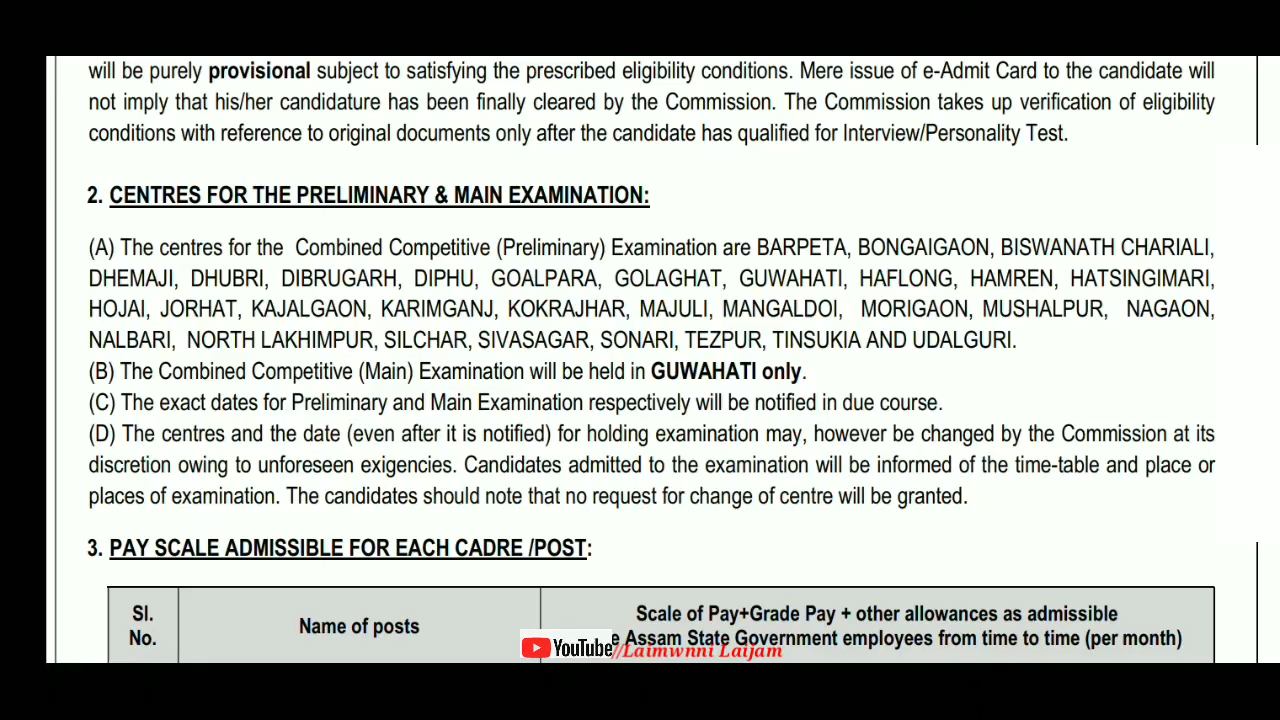 will be purely provisional subject to satisfying the prescribed eligibility conditions. Mere issue of e-Admit Card to the candidate will
not imply that his/her candidature has been finally cleared by the Commission. The Commission takes up verification of eligibility
conditions with reference to original documents only after the candidate has qualified for Interview/Personality Test.
2. CENTRES FOR THE PRELIMINARY & MAIN EXAMINATION:
(A) The centres for the Combined Competitive (Preliminary) Examination are BARPETA, BONGAIGAON, BISWANATH CHARIALI,
DHEMAJI, DHUBRI, DIBRUGARH, DIPHU, GOALPARA, GOLAGHAT, GUWAHATI, HAFLONG, HAMREN, HATSINGIMARI,
HOJAI, JORHAT, KAJALGAON, KARIMGANJ, KOKRAJHAR, MAJULI, MANGALDOI, MORIGAON, MUSHALPUR, NAGAON,
NALBARI, NORTH LAKHIMPUR, SILCHAR, SIVASAGAR, SONARI, TEZPUR, TINSUKIA AND UDALGURI.
(B) The Combined Competitive (Main) Examination will be held in GUWAHATI only.
(C) The exact dates for Preliminary and Main Examination respectively will be notified in due course.
(D) The centres and the date (even after it is notified) for holding examination may, however be changed by the Commission at its
discretion owing to unforeseen exigencies. Candidates admitted to the examination will be informed of the time-table and place or
places of examination. The candidates should note that no request for change of centre will be granted.
3. PAY SCALE ADMISSIBLE FOR EACH CADRE /POST:
Sl.
No.
Name of posts
Scale of Pay+Grade Pay + other allowances as admissible
Assam State Government employees from time to time (per month)
YouTube//Laimwnni Laijam